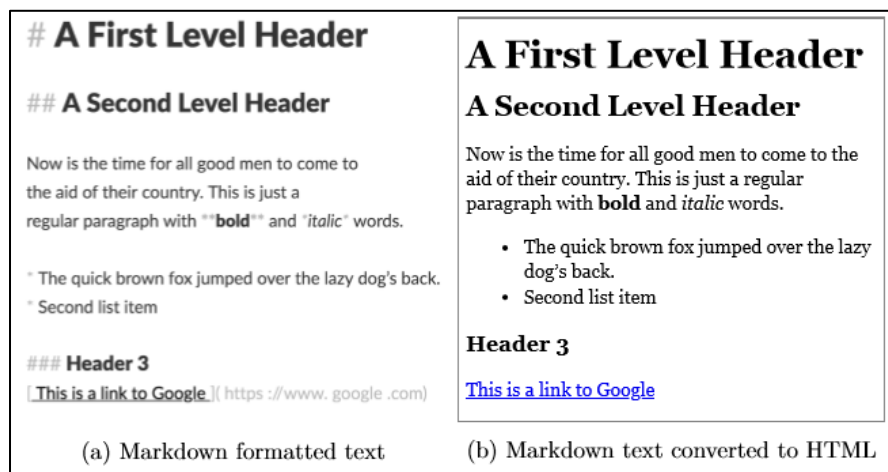 # A First Level Header
## A Second Level Header
Now is the time for all good men to come to
the aid of their country. This is just a
regular paragraph with **bold** and *italic* words.
* The quick brown fox jumped over the lazy dog's back.
* Second list item
### Header 3
[ This is a link to Google ]( https ://www. google .com)
(a) Markdown formatted text
A First Level Header
A Second Level Header
Now is the time for all good men to come to the
aid of their country. This is just a regular
paragraph with bold and italic words.
• The quick brown fox jumped over the lazy
dog's back.
• Second list item
Header 3
This is a link to Google
(b) Markdown text converted to HTML